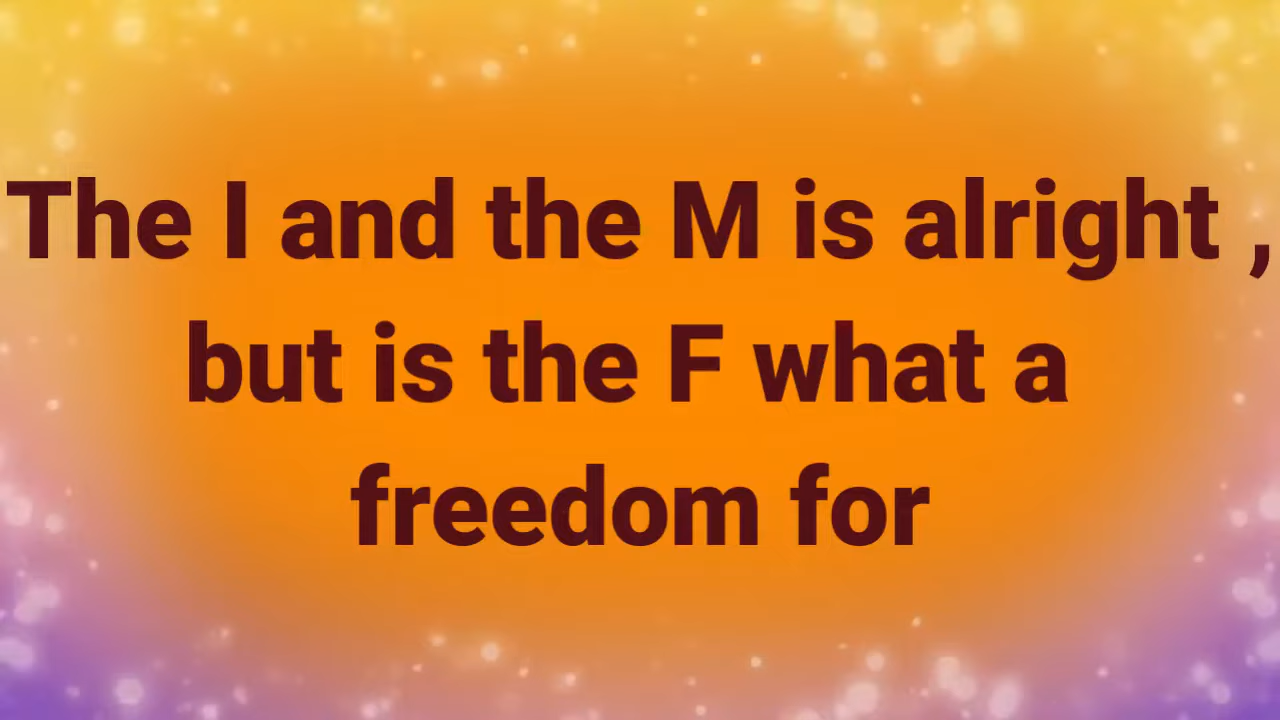 The I and the M is alright ,
but is the F what a
freedom for